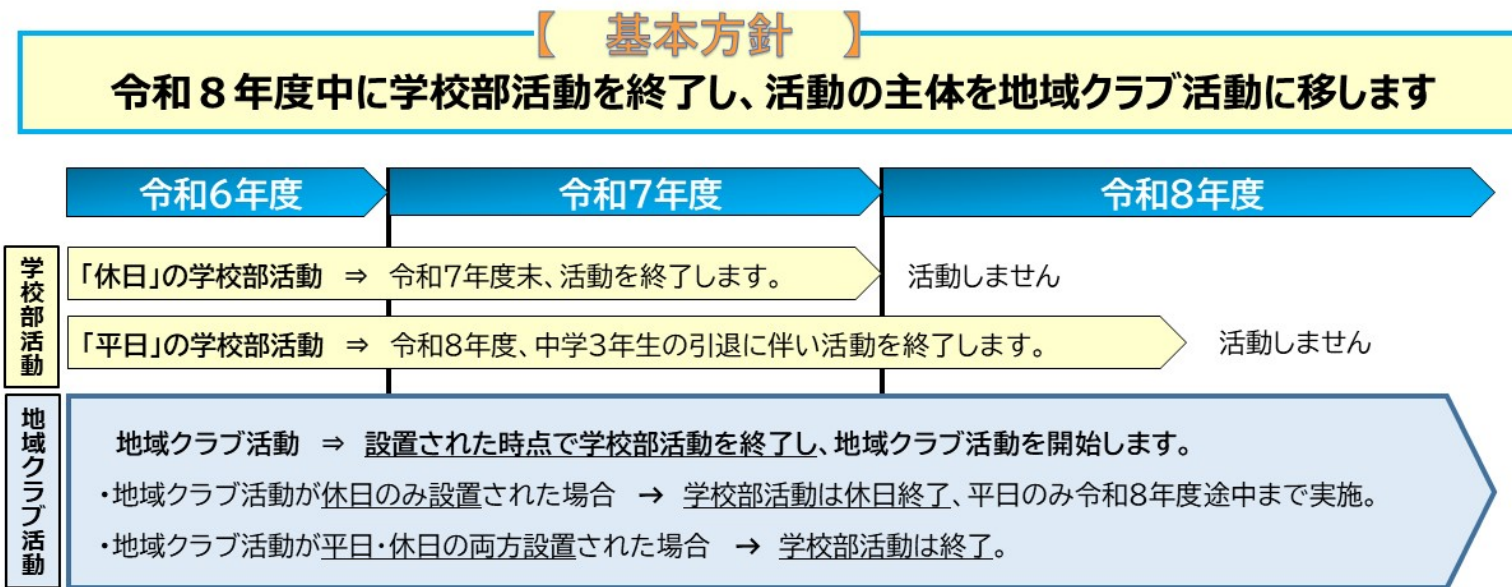 【 基本方針 】
令和８年度中に学校部活動を終了し、活動の主体を地域クラブ活動に移します
令和6年度
令和7年度
令和8年度
学校部活動
「休日」の学校部活動 ⇒ 令和7年度末、活動を終了します。
活動しません
「平日」の学校部活動 ⇒ 令和8年度、中学3年生の引退に伴い活動を終了します。
活動しません
地域クラブ活動
地域クラブ活動 ⇒ 設置された時点で学校部活動を終了し、地域クラブ活動を開始します。
・地域クラブ活動が休日のみ設置された場合 → 学校部活動は休日終了、平日のみ令和8年度途中まで実施。
・地域クラブ活動が平日・休日の両方設置された場合 → 学校部活動は終了。